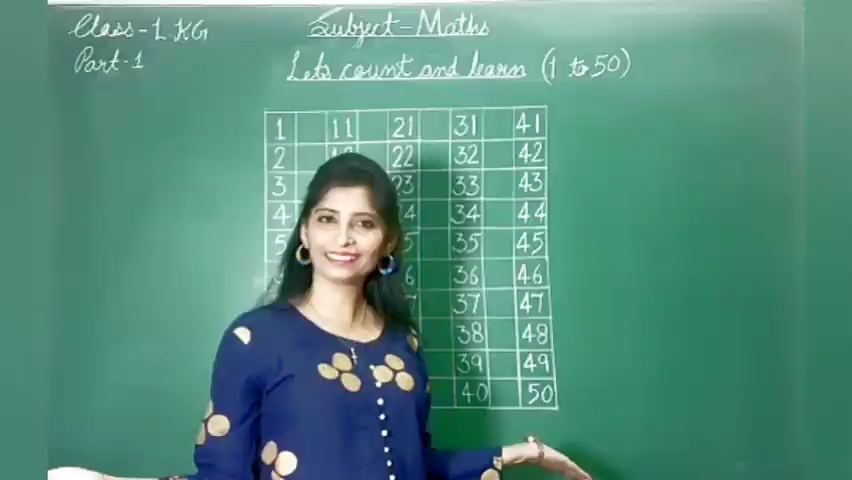 Class - L.KG
Subject - Maths
Part-1
Lets count and learn (1 to 50)
1 11 21 31 41
2 22 32 42
3 23 33 43
4 34 44
5 35 45
36 46
37 47
38 48
39 49
40 50